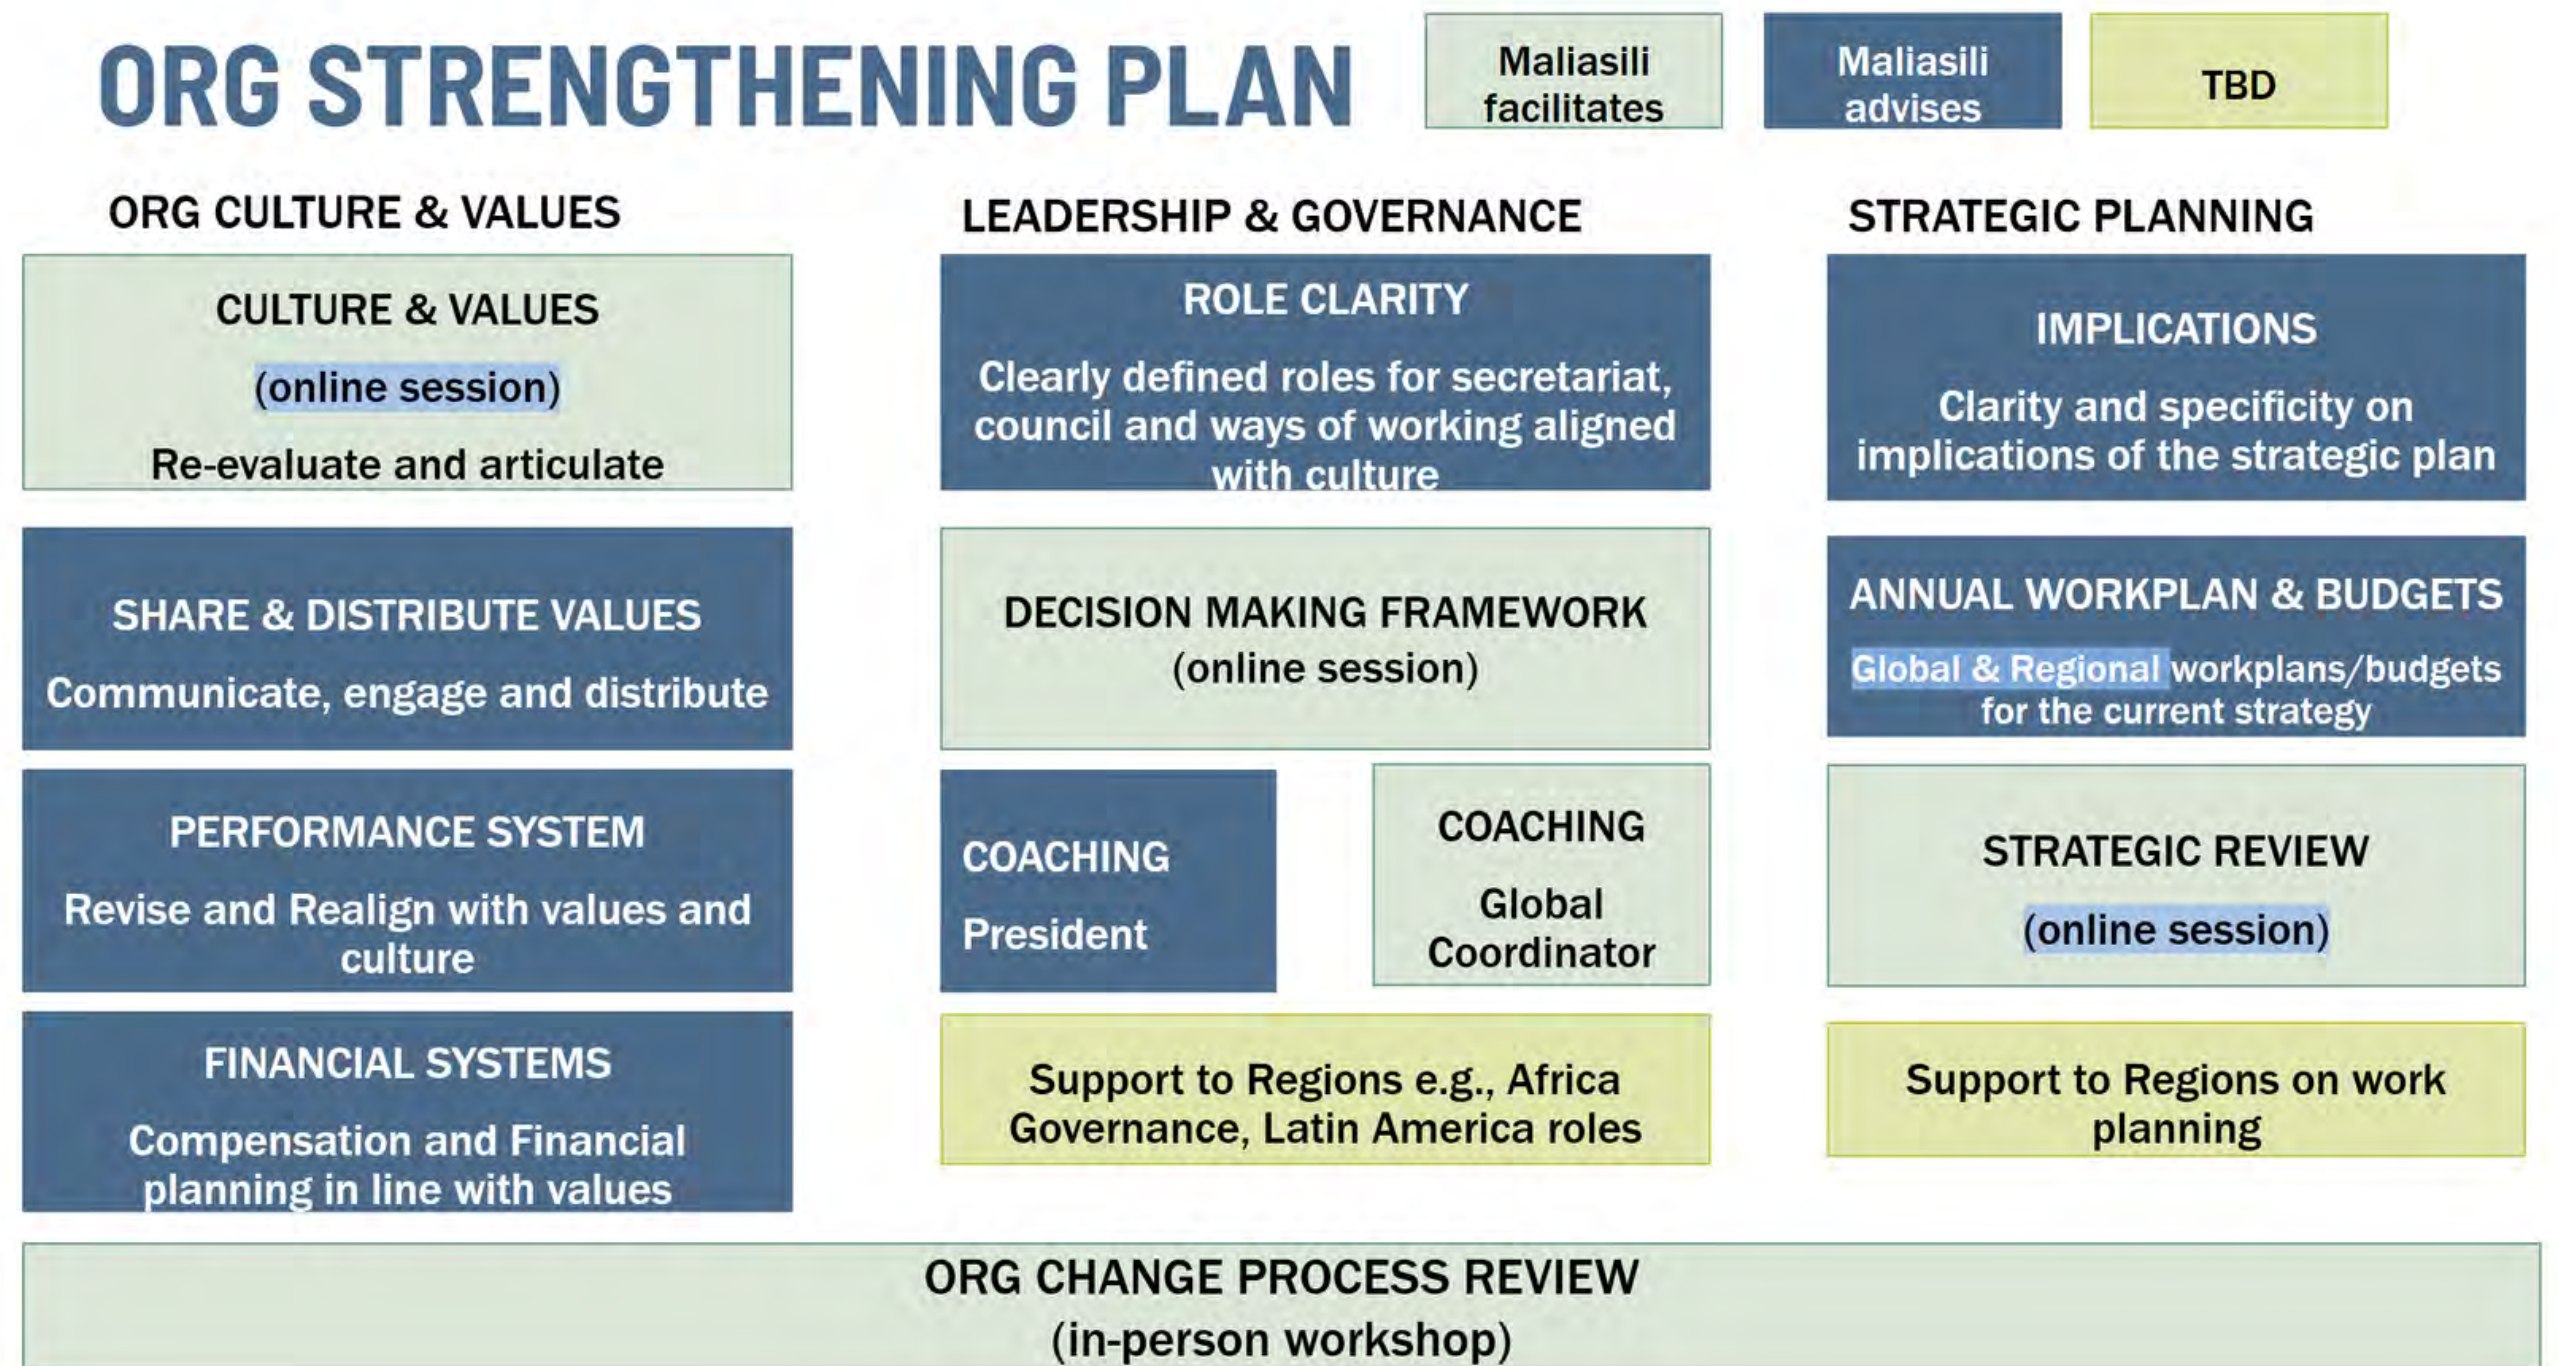 ORG STRENGTHENING PLAN
Maliasili
facilitates
Maliasili
advises
TBD
ORG CULTURE & VALUES
CULTURE & VALUES
(online session)
Re-evaluate and articulate
SHARE & DISTRIBUTE VALUES
Communicate, engage and distribute
PERFORMANCE SYSTEM
Revise and Realign with values and
culture
FINANCIAL SYSTEMS
Compensation and Financial
planning in line with values
LEADERSHIP & GOVERNANCE
ROLE CLARITY
Clearly defined roles for secretariat,
council and ways of working aligned
with culture
DECISION MAKING FRAMEWORK
(online session)
COACHING
President
COACHING
Global
Coordinator
Support to Regions e.g., Africa
Governance, Latin America roles
STRATEGIC PLANNING
IMPLICATIONS
Clarity and specificity on
implications of the strategic plan
ANNUAL WORKPLAN & BUDGETS
Global & Regional workplans/budgets
for the current strategy
STRATEGIC REVIEW
(online session)
Support to Regions on work
planning
ORG CHANGE PROCESS REVIEW
(in-person workshop)